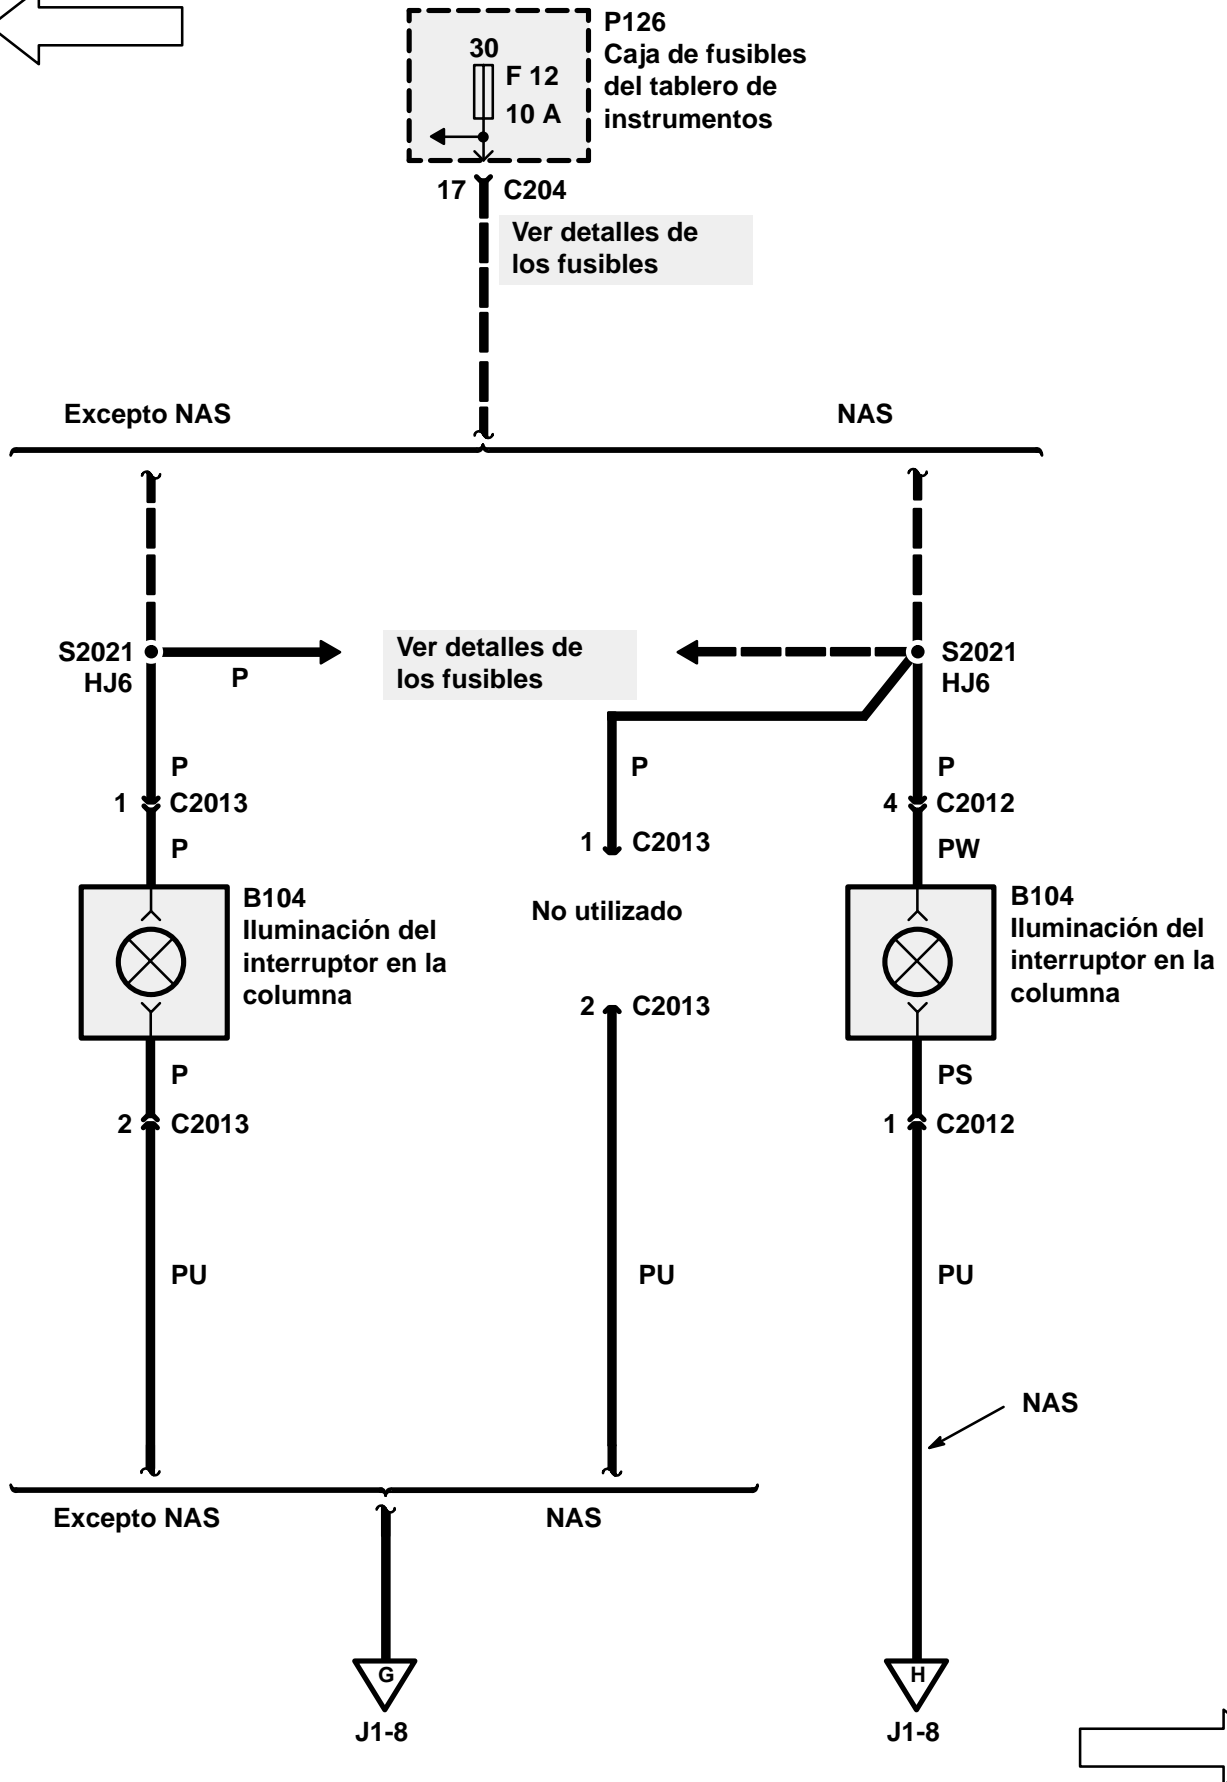 P126
Caja de fusibles
del tablero de
instrumentos
30
F 12
10 A
17 C204
Ver detalles de
los fusibles
Excepto NAS
NAS
S2021
HJ6
P
Ver detalles de
los fusibles
S2021
HJ6
P
P
P
1 C2013
4 C2012
1 C2013
P
PW
B104
Iluminación del
interruptor en la
columna
No utilizado
B104
Iluminación del
interruptor en la
columna
2 C2013
P
PS
2 C2013
1 C2012
PU
PU
PU
NAS
Excepto NAS
NAS
G
H
J1-8
J1-8